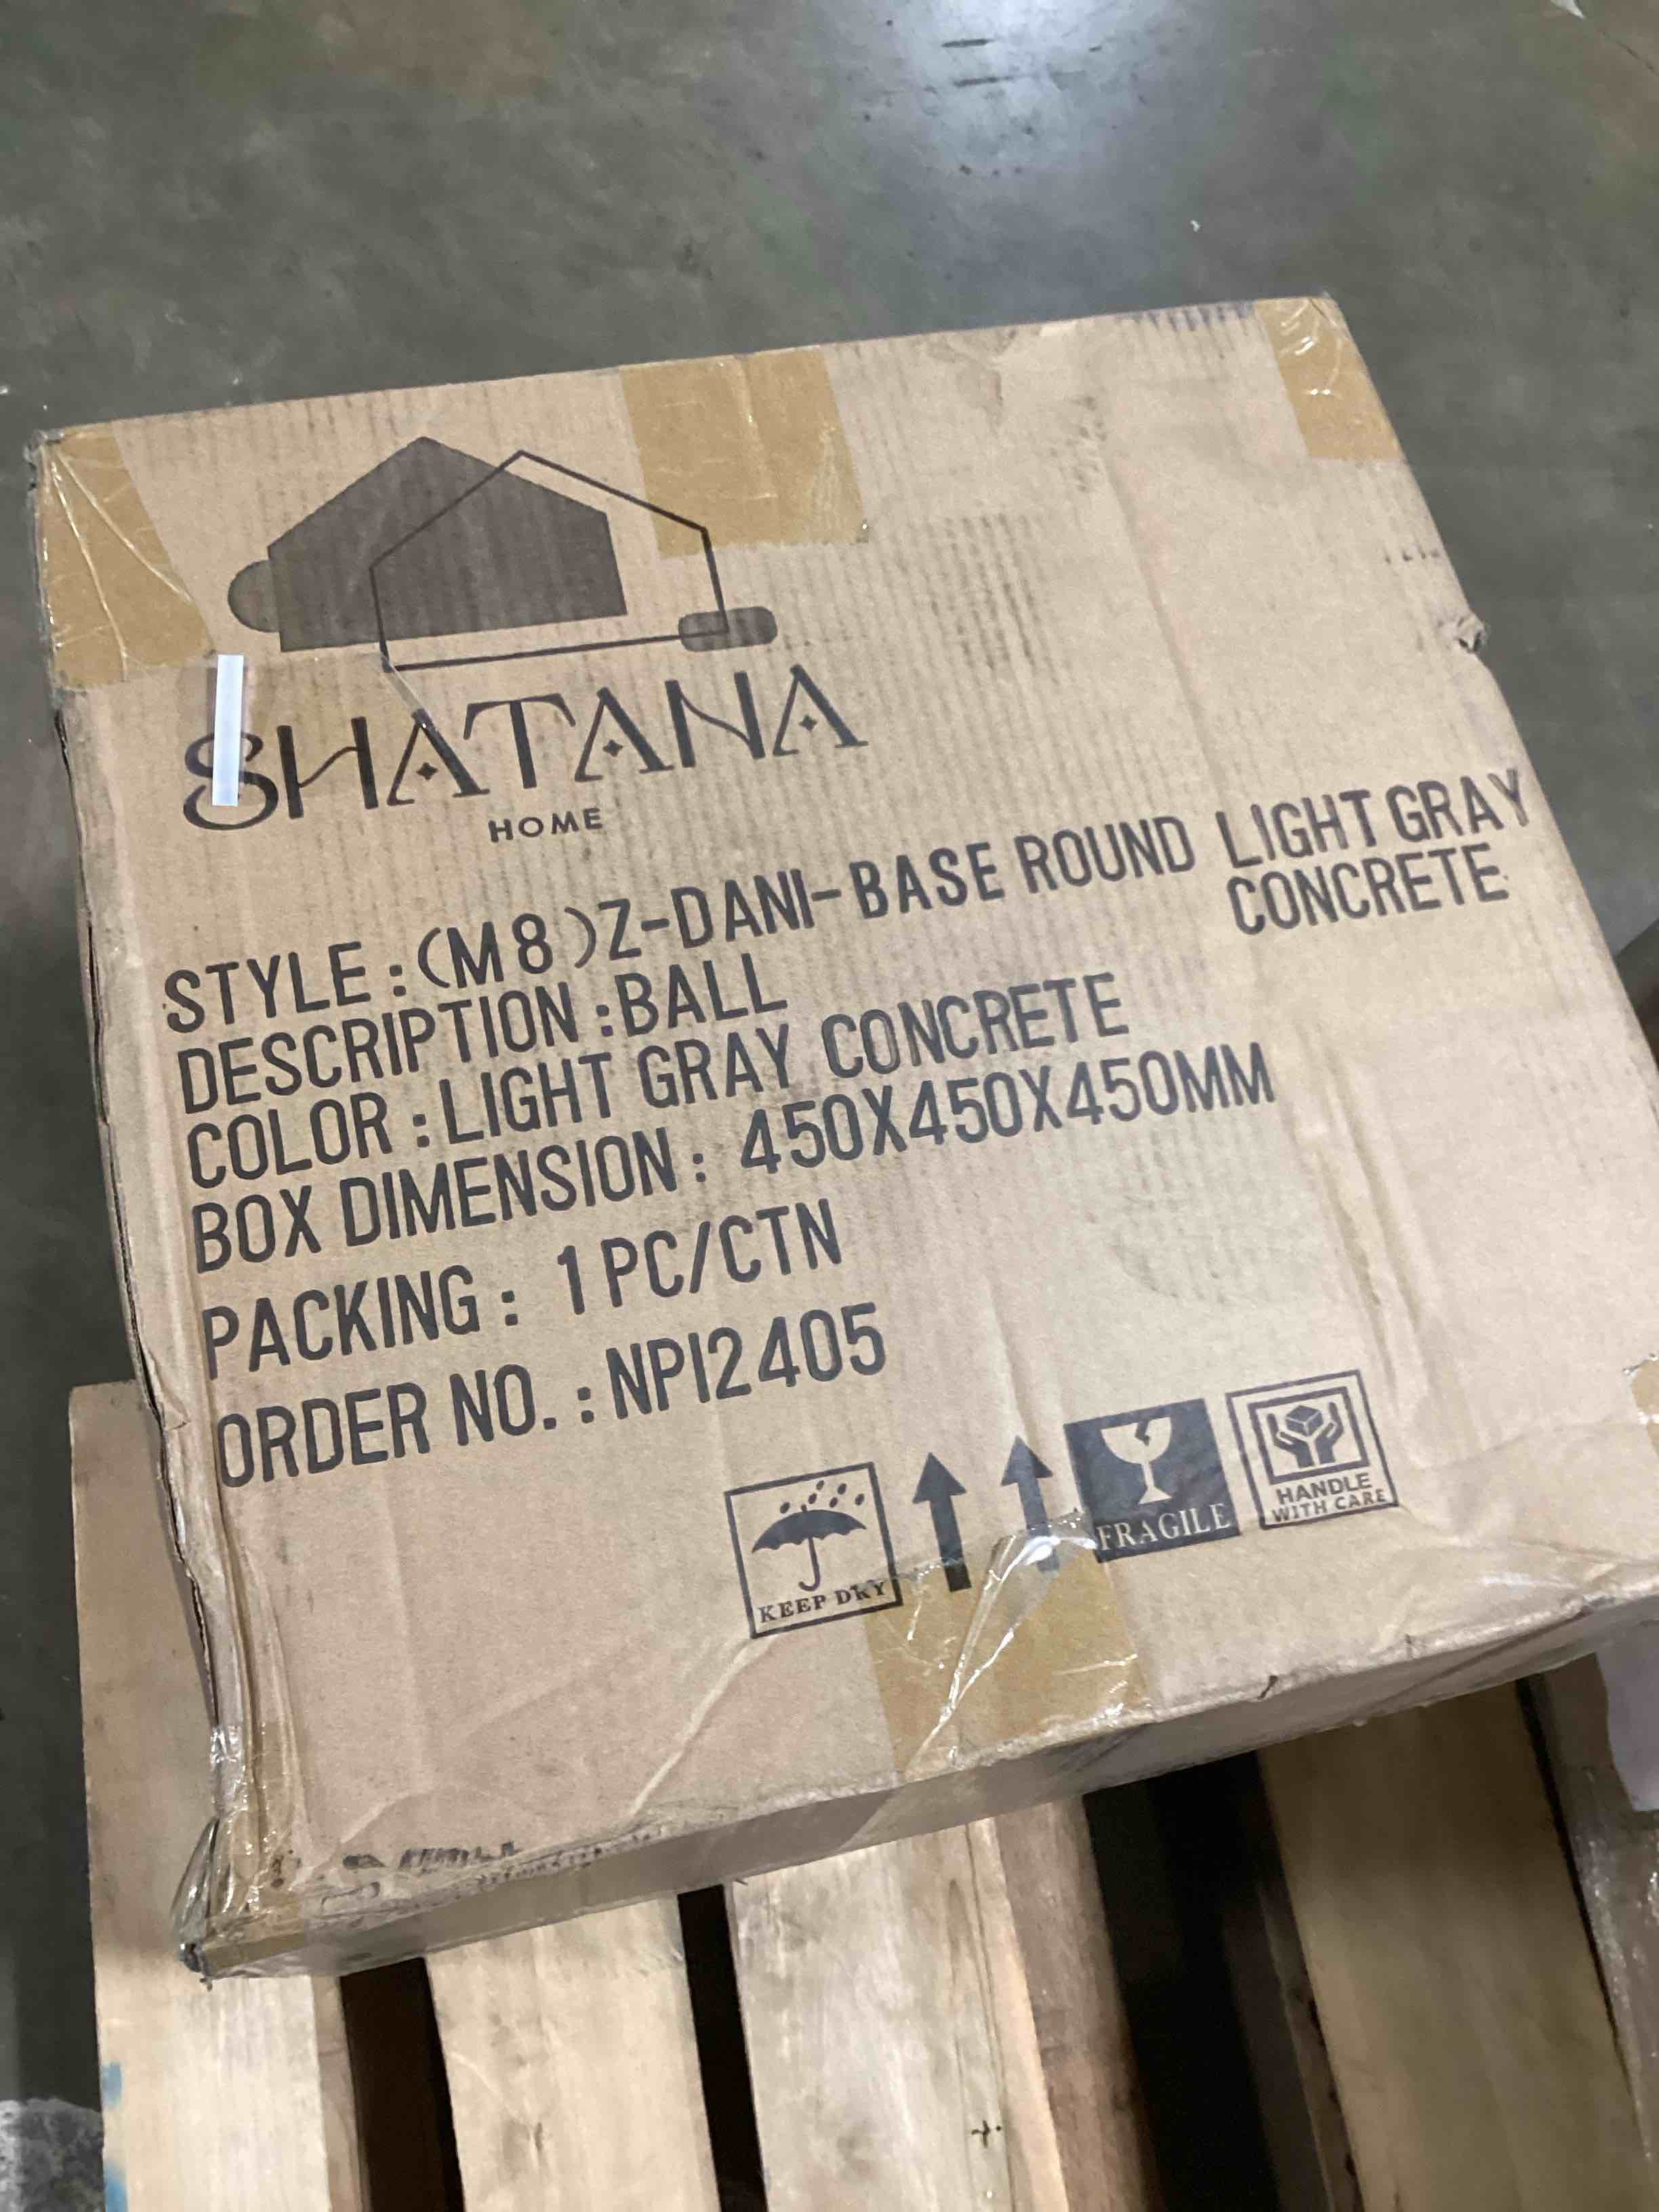 SHATANA
HOME
STYLE : (M8)Z-DANI-BASE ROUND LIGHT GRAY
CONCRETE
DESCRIPTION :BALL
COLOR : LIGHT GRAY CONCRETE
BOX DIMENSION : 450X450X450MM
PACKING : 1PC/CTN
ORDER NO. : NPI2405
KEEP DRY
FRAGILE
HANDLE
WITH CARE